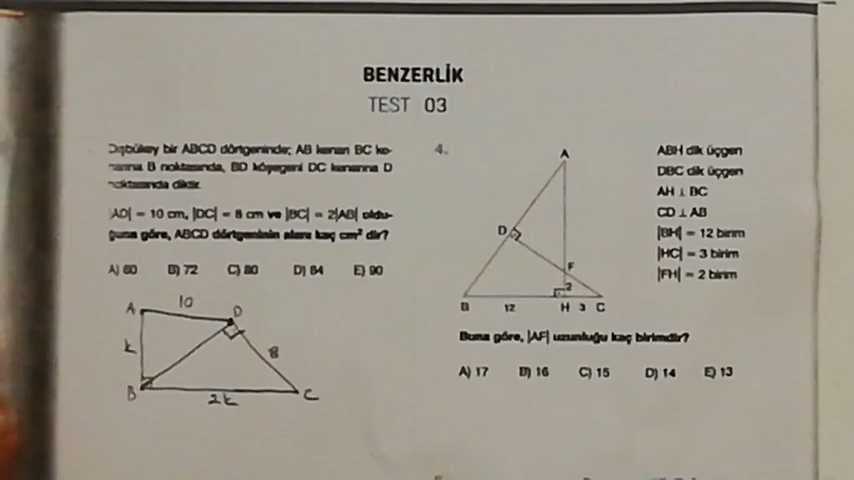 BENZERLİK
TEST 03
Dışbükey bir ABCD dörtgeninde; AB kenarı BC ke-
narına B noktasında, BD köşegeni DC kenarına D
noktasında diktir.
|AD| = 10 cm, |DC| = 8 cm ve |BC| = 2|AB| oldu-
ğuna göre, ABCD dörtgeninin alanı kaç cm² dir?
A) 60 B) 72 C) 80 D) 84 E) 90
A 10 D
k 8
B 2k C
4.
A
D
F
2
B 12 H 3 C
ABH dik üçgen
DBC dik üçgen
AH ⊥ BC
CD ⊥ AB
|BH| = 12 birim
|HC| = 3 birim
|FH| = 2 birim
Buna göre, |AF| uzunluğu kaç birimdir?
A) 17 B) 16 C) 15 D) 14 E) 13